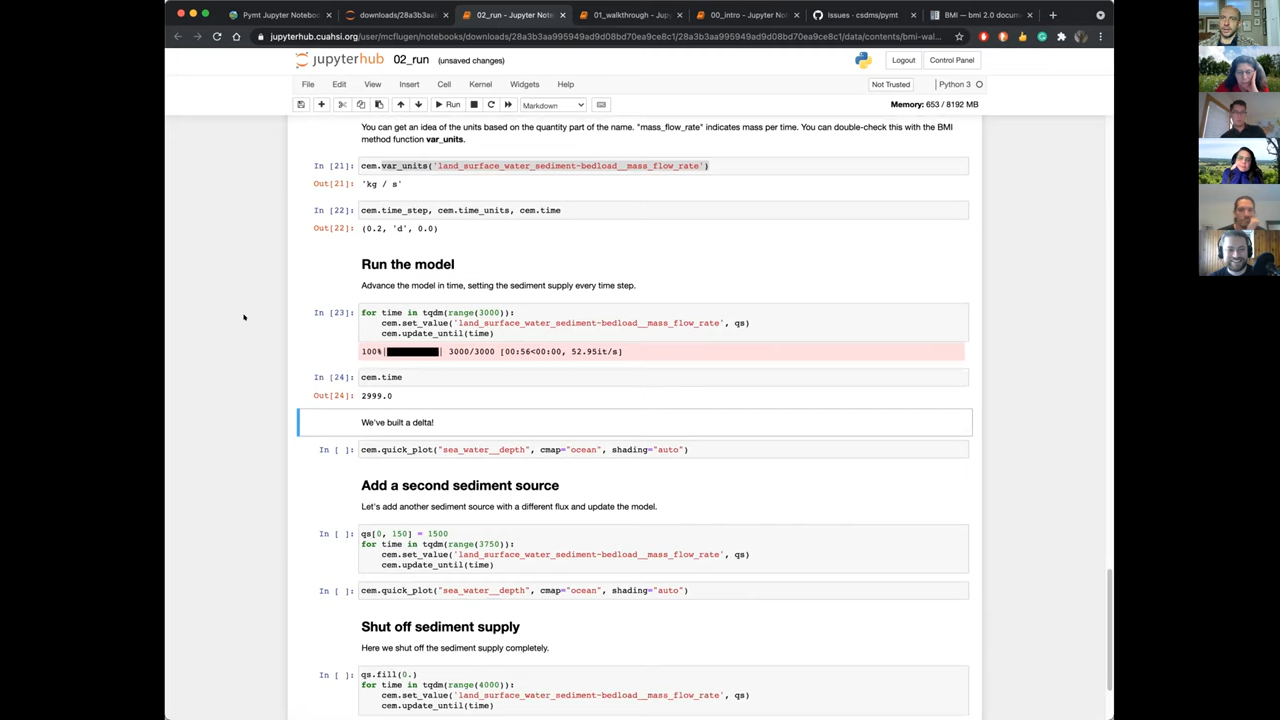 Pymt Jupyter Notebook
downloads/28a3b3aa
02_run - Jupyter Note
01_walkthrough - Jup
00_intro - Jupyter Note
Issues · csdms/pymt
BMI — bmi 2.0 docum
jupyterhub.cuahsi.org/user/mcflugen/notebooks/downloads/28a3b3aa95949ad9d08bd70ea9ce8c1/28a3b3aa95949ad9d08bd70ea9ce8c1/data/contents/bmi-wal...
jupyterhub 02_run (unsaved changes)
Logout
Control Panel
File Edit View Insert Cell Kernel Widgets Help
Not Trusted
Python 3
Run
Markdown
Memory: 653 / 8192 MB
You can get an idea of the units based on the quantity part of the name. "mass_flow_rate" indicates mass per time. You can double-check this with the BMI
method function var_units.
In [21]: cem.var_units('land_surface_water_sediment~bedload__mass_flow_rate')
Out[21]: 'kg / s'
In [22]: cem.time_step, cem.time_units, cem.time
Out[22]: (0.2, 'd', 0.0)
Run the model
Advance the model in time, setting the sediment supply every time step.
In [23]: for time in tqdm(range(3000)):
cem.set_value('land_surface_water_sediment~bedload__mass_flow_rate', qs)
cem.update_until(time)
100%| | 3000/3000 [00:56<00:00, 52.95it/s]
In [24]: cem.time
Out[24]: 2999.0
We've built a delta!
In [ ]: cem.quick_plot("sea_water__depth", cmap="ocean", shading="auto")
Add a second sediment source
Let's add another sediment source with a different flux and update the model.
In [ ]: qs[0, 150] = 1500
for time in tqdm(range(3750)):
cem.set_value('land_surface_water_sediment~bedload__mass_flow_rate', qs)
cem.update_until(time)
In [ ]: cem.quick_plot("sea_water__depth", cmap="ocean", shading="auto")
Shut off sediment supply
Here we shut off the sediment supply completely.
In [ ]: qs.fill(0.)
for time in tqdm(range(4000)):
cem.set_value('land_surface_water_sediment~bedload__mass_flow_rate', qs)
cem.update_until(time)